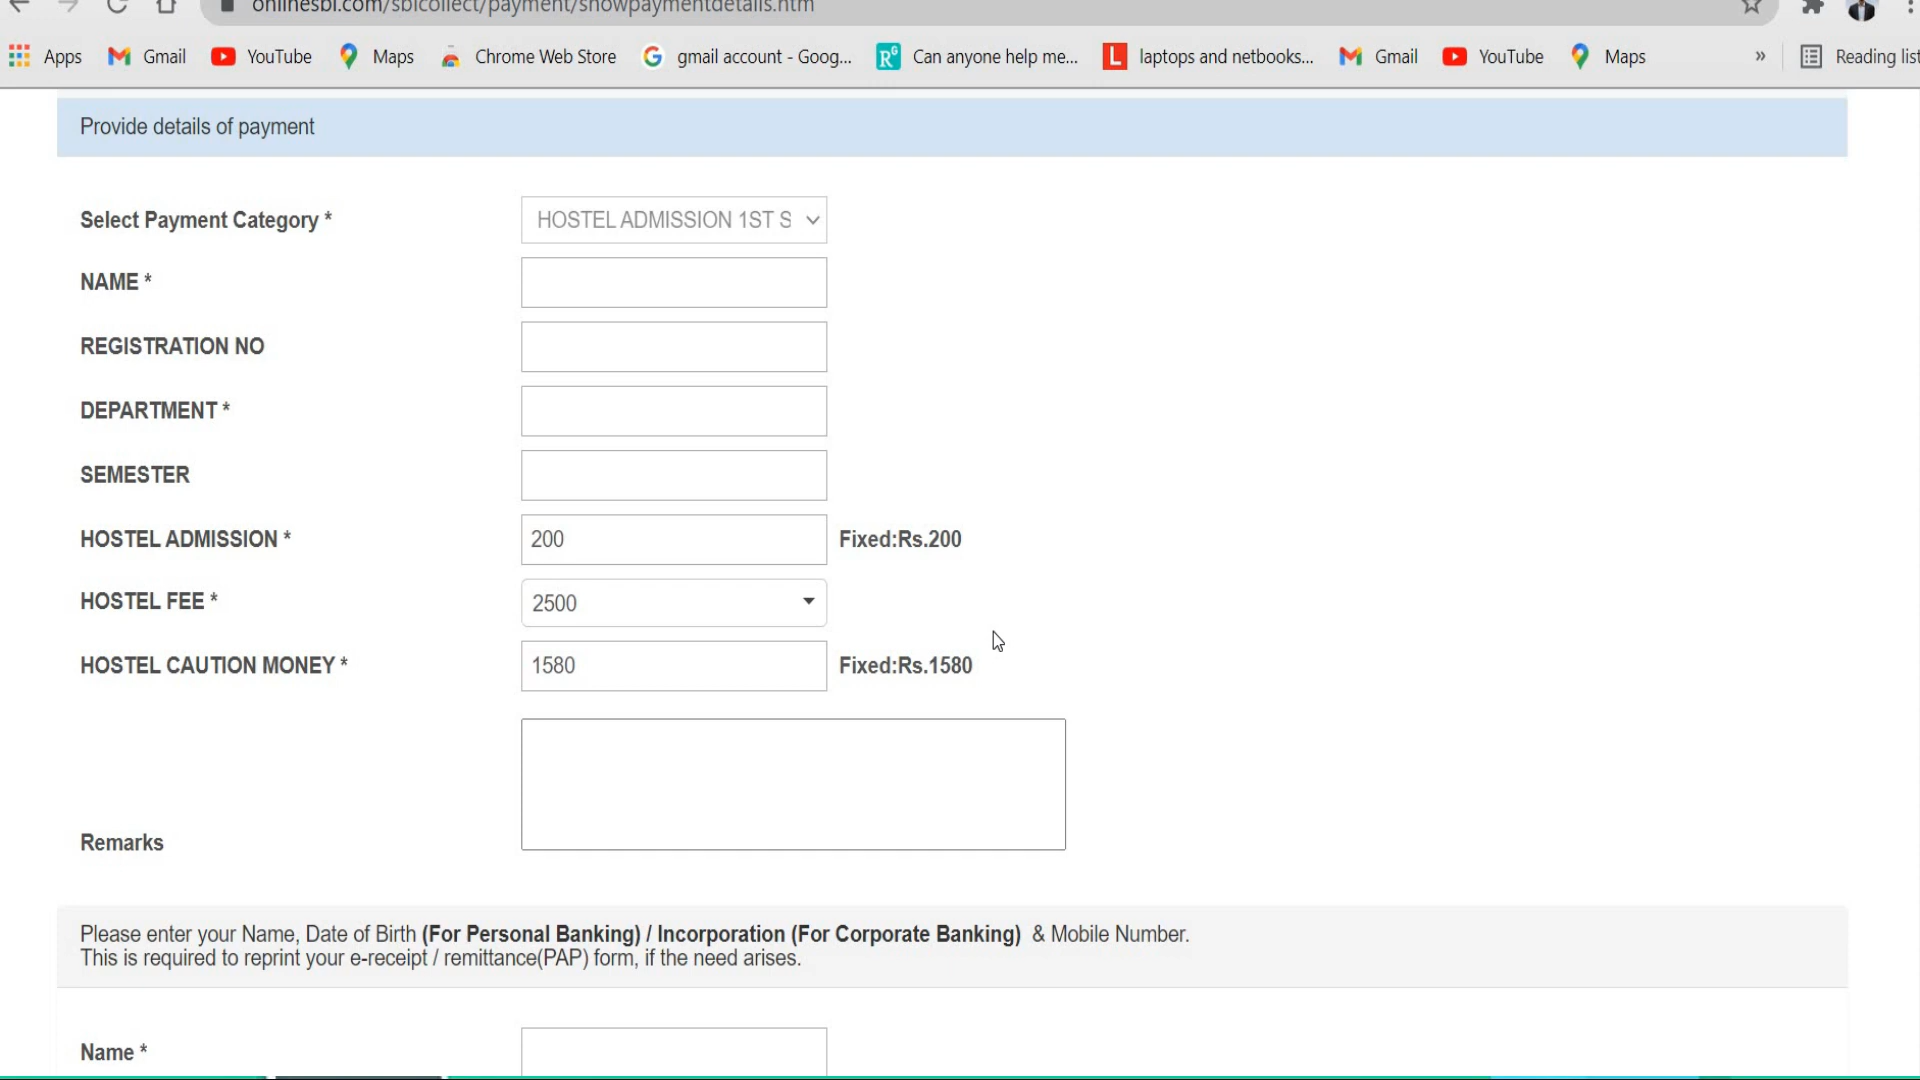 onlinesbi.com/sbicollect/payment/showpaymentdetails.htm
Apps Gmail YouTube Maps Chrome Web Store gmail account - Goog... Can anyone help me... laptops and netbooks... Gmail YouTube Maps » Reading list
Provide details of payment
Select Payment Category * HOSTEL ADMISSION 1ST S
NAME *
REGISTRATION NO
DEPARTMENT *
SEMESTER
HOSTEL ADMISSION * 200 Fixed:Rs.200
HOSTEL FEE * 2500
HOSTEL CAUTION MONEY * 1580 Fixed:Rs.1580
Remarks
Please enter your Name, Date of Birth (For Personal Banking) / Incorporation (For Corporate Banking) & Mobile Number.
This is required to reprint your e-receipt / remittance(PAP) form, if the need arises.
Name *